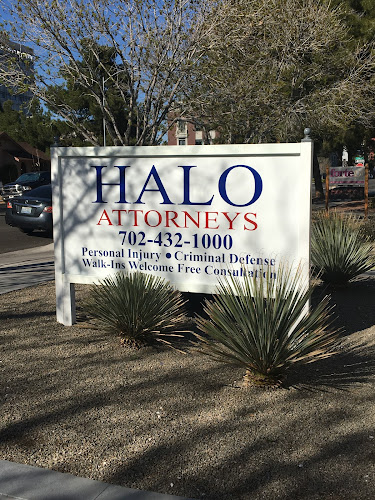 HALO
ATTORNEYS
702-432-1000
Personal Injury ● Criminal Defense
Walk-Ins Welcome Free Consultation